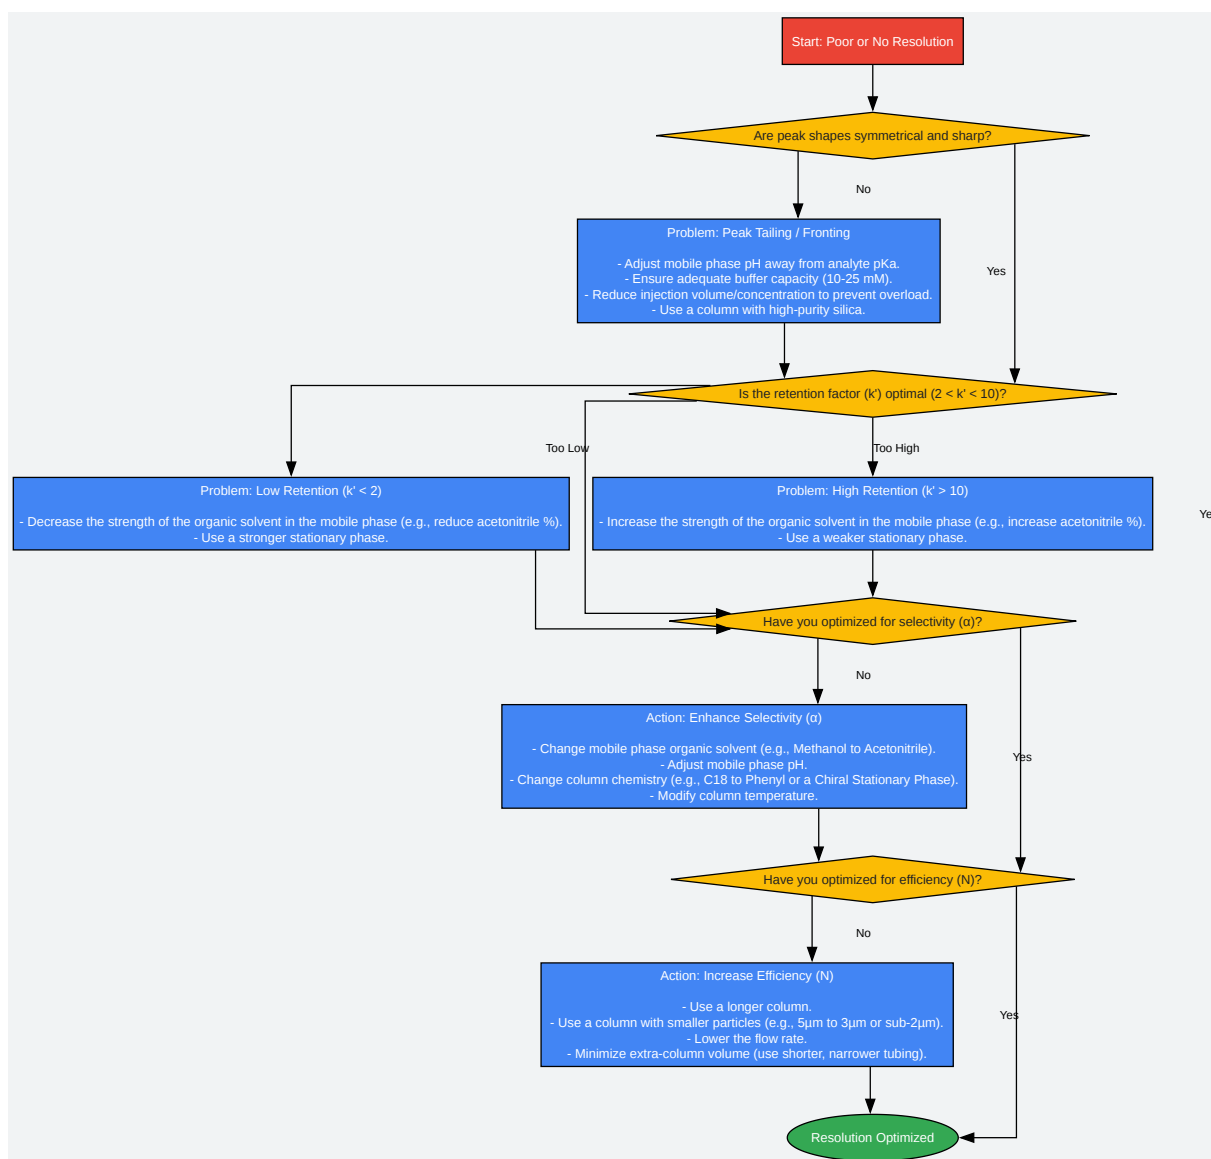 Start: Poor or No Resolution
Are peak shapes symmetrical and sharp?
No
Problem: Peak Tailing / Fronting
- Adjust mobile phase pH away from analyte pKa.
- Ensure adequate buffer capacity (10-25 mM).
- Reduce injection volume/concentration to prevent overload.
- Use a column with high-purity silica.
Yes
Is the retention factor (k') optimal (2 < k' < 10)?
Too Low
Too High
Problem: Low Retention (k' < 2)
- Decrease the strength of the organic solvent in the mobile phase (e.g., reduce acetonitrile %).
- Use a stronger stationary phase.
Problem: High Retention (k' > 10)
- Increase the strength of the organic solvent in the mobile phase (e.g., increase acetonitrile %).
- Use a weaker stationary phase.
Ye
Have you optimized for selectivity (α)?
No
Action: Enhance Selectivity (α)
- Change mobile phase organic solvent (e.g., Methanol to Acetonitrile).
- Adjust mobile phase pH.
- Change column chemistry (e.g., C18 to Phenyl or a Chiral Stationary Phase).
- Modify column temperature.
Yes
Have you optimized for efficiency (N)?
No
Action: Increase Efficiency (N)
- Use a longer column.
- Use a column with smaller particles (e.g., 5µm to 3µm or sub-2µm).
- Lower the flow rate.
- Minimize extra-column volume (use shorter, narrower tubing).
Yes
Resolution Optimized